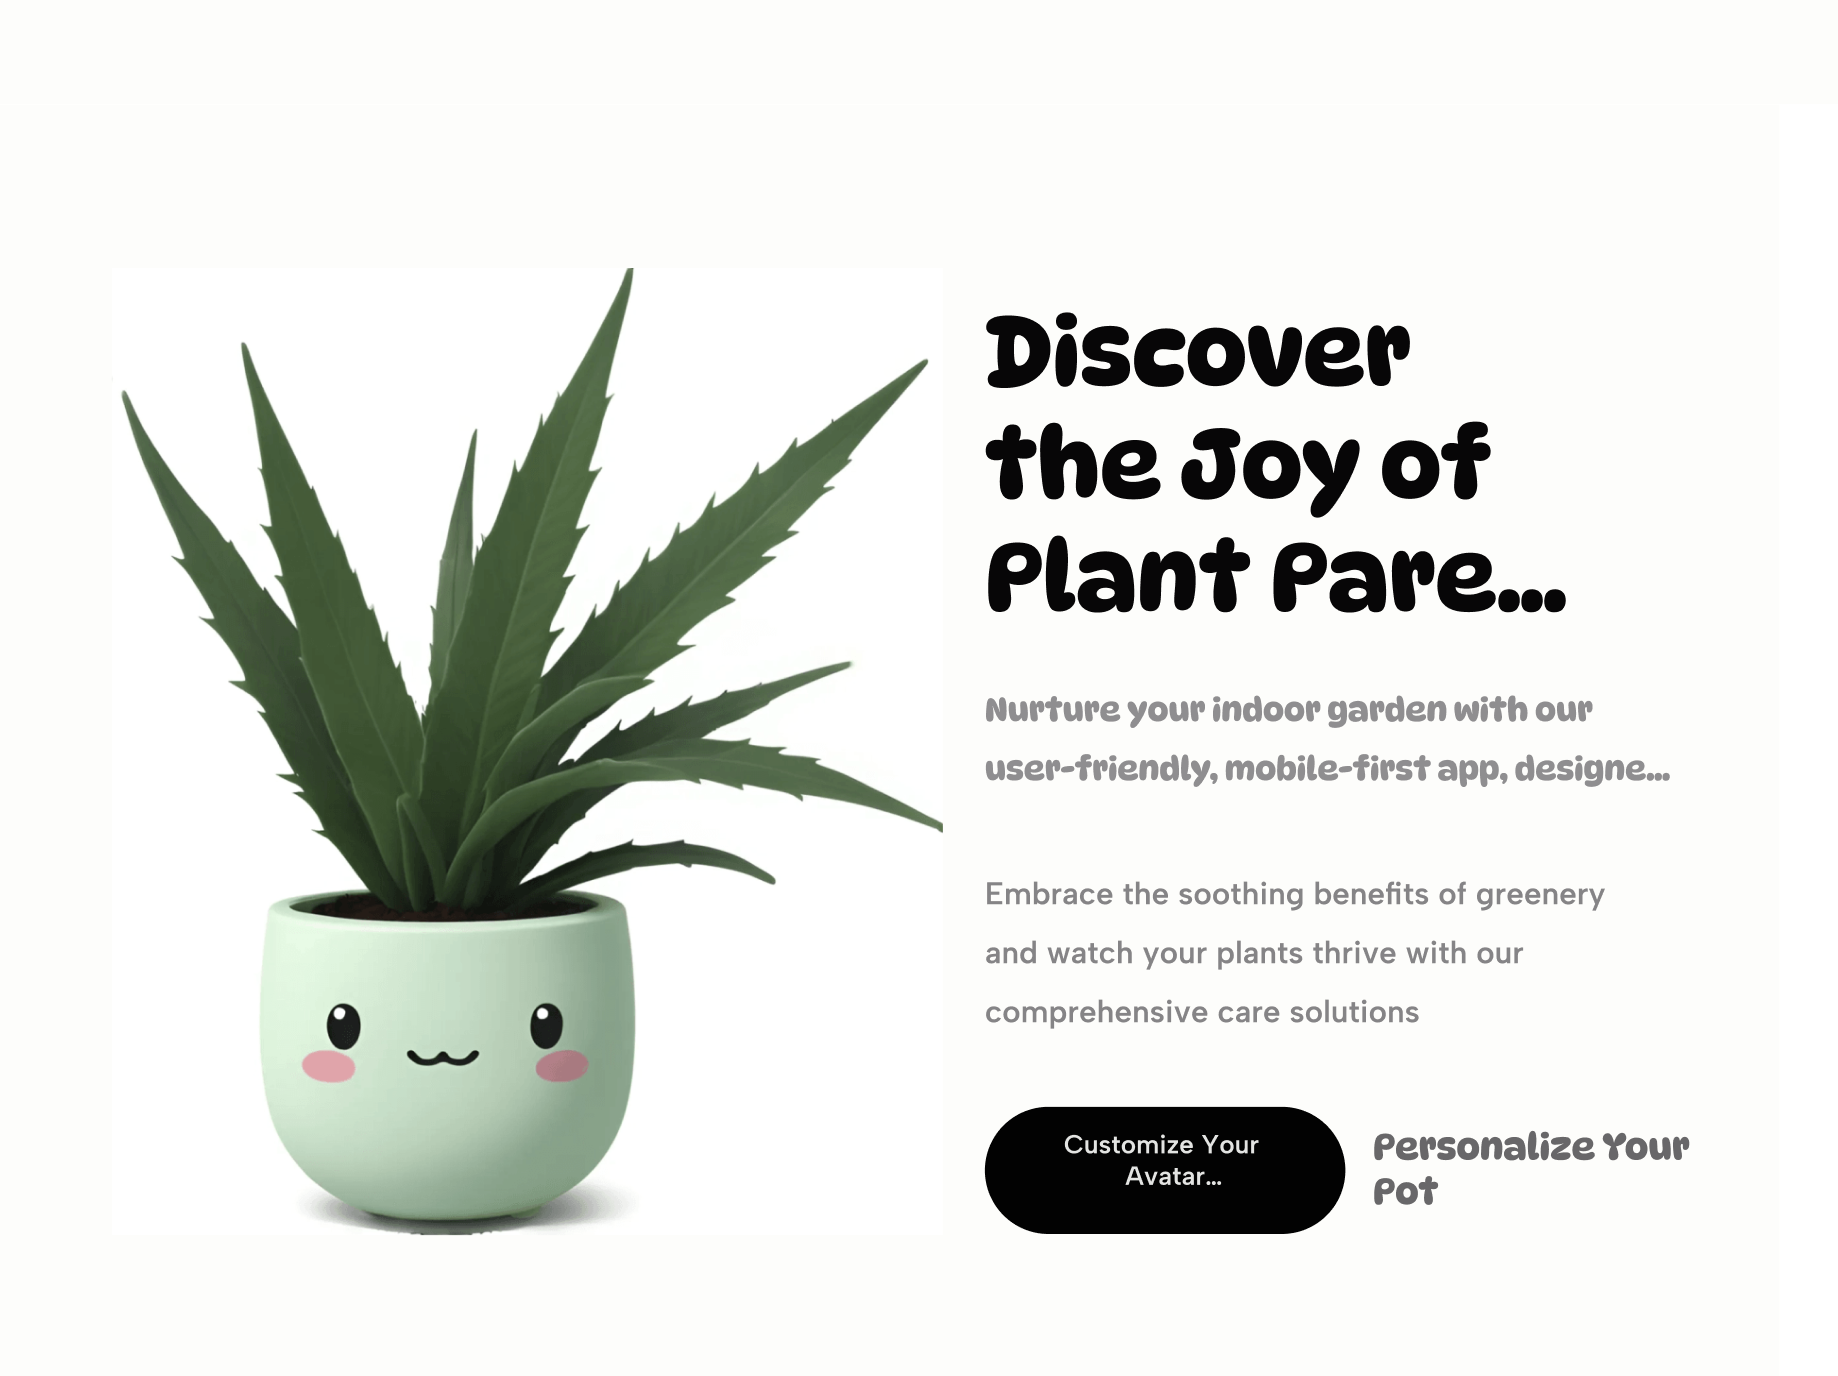 Discover
the Joy of
Plant Pare...
Nurture your indoor garden with our
user-friendly, mobile-first app, designe...
Embrace the soothing benefits of greenery
and watch your plants thrive with our
comprehensive care solutions
Customize Your
Avatar...
Personalize Your
Pot